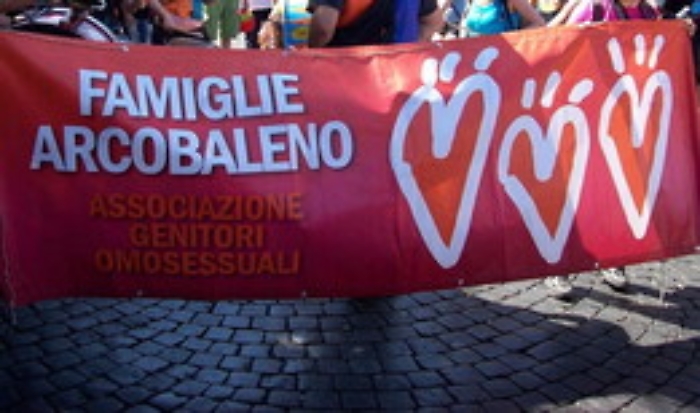 FAMIGLIE
ARCOBALENO
ASSOCIAZIONE
GENITORI
OMOSESSUALI